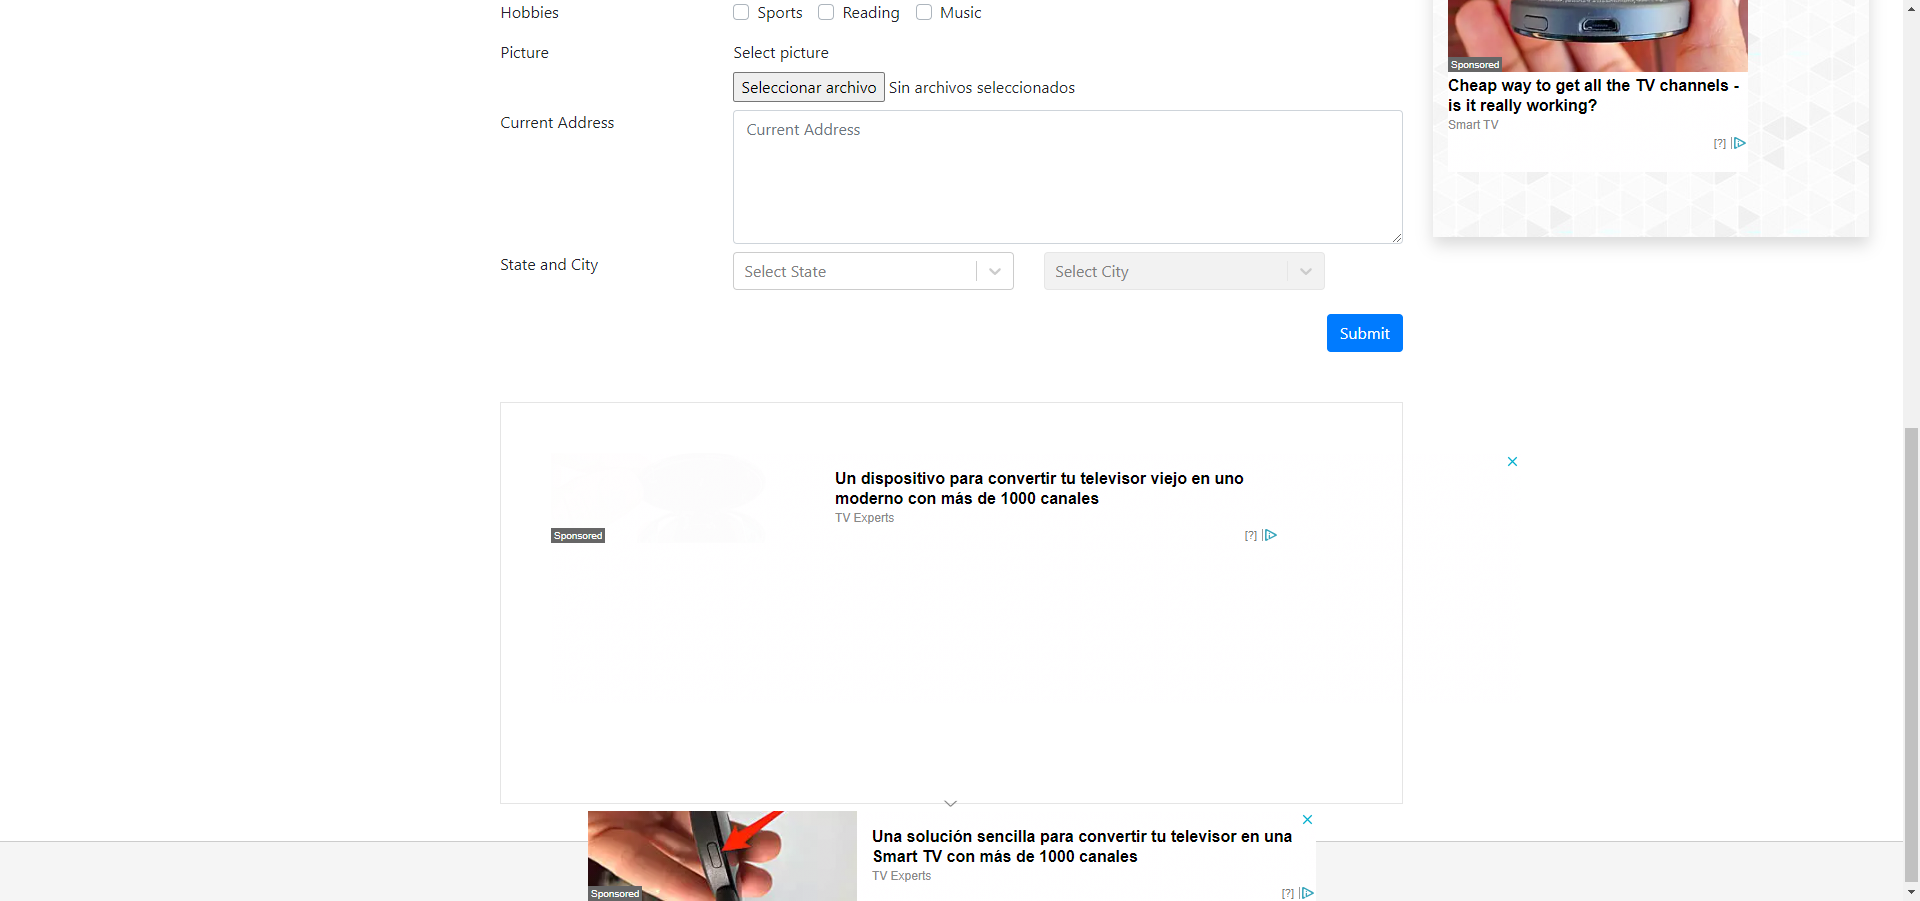 Hobbies
Sports
Reading
Music
Picture
Select picture
Seleccionar archivo
Sin archivos seleccionados
Current Address
Current Address
State and City
Select State
Select City
Submit
Sponsored
Cheap way to get all the TV channels -
is it really working?
Smart TV
[?]
Un dispositivo para convertir tu televisor viejo en uno
moderno con más de 1000 canales
TV Experts
Sponsored
[?]
Una solución sencilla para convertir tu televisor en una
Smart TV con más de 1000 canales
TV Experts
Sponsored
[?]